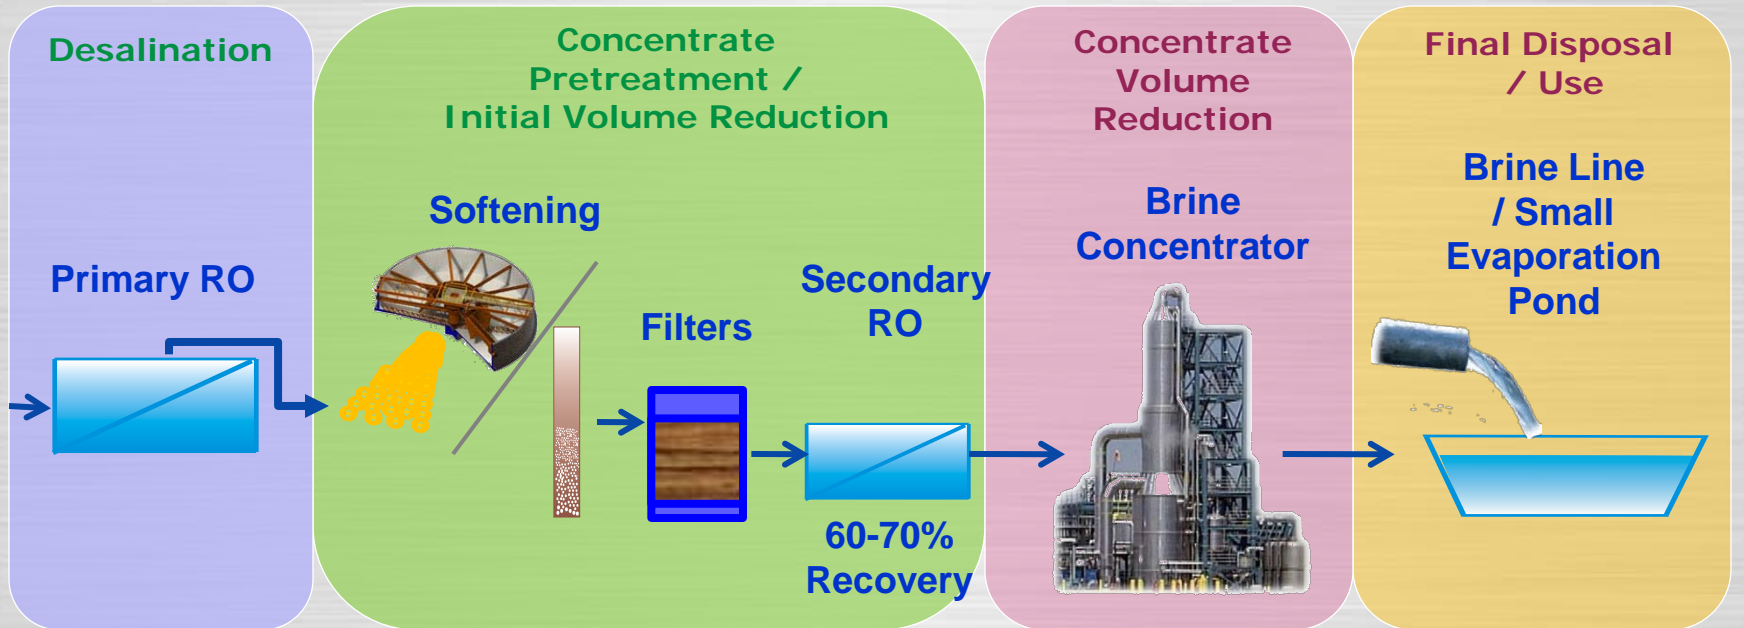 Desalination
Concentrate
Pretreatment /
Initial Volume Reduction
Concentrate
Volume
Reduction
Final Disposal
/ Use
Primary RO
Softening
Filters
Secondary
RO
60-70%
Recovery
Brine
Concentrator
Brine Line
/ Small
Evaporation
Pond